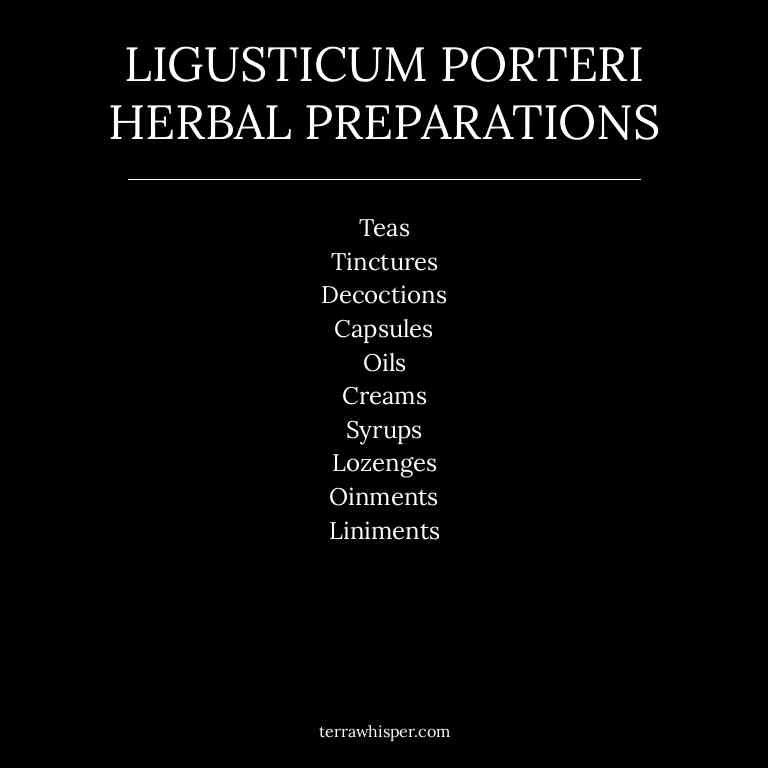 LIGUSTICUM PORTERI
HERBAL PREPARATIONS
Teas
Tinctures
Decoctions
Capsules
Oils
Creams
Syrups
Lozenges
Oinments
Liniments
terrawhisper.com